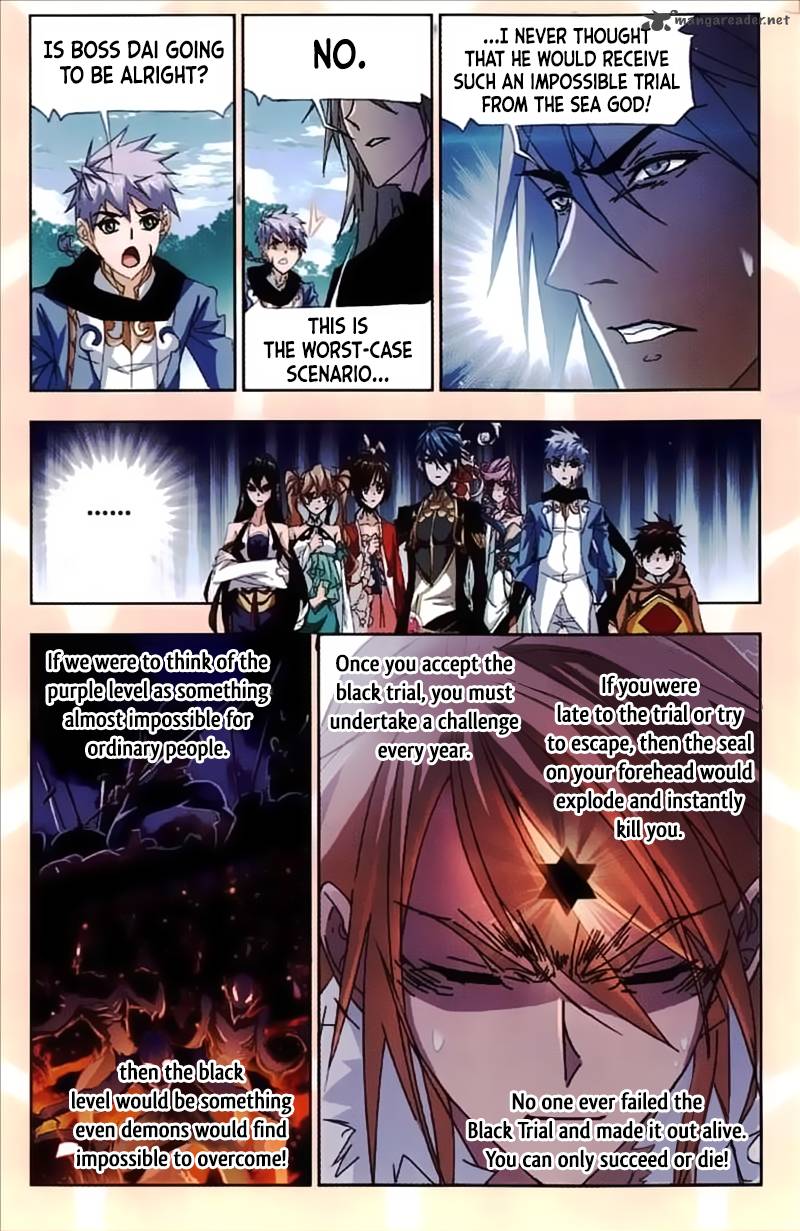 mangareader.net
IS BOSS DAI GOING
TO BE ALRIGHT?
NO.
THIS IS
THE WORST-CASE
SCENARIO...
...I NEVER THOUGHT
THAT HE WOULD RECEIVE
SUCH AN IMPOSSIBLE TRIAL
FROM THE SEA GOD!
......
If we were to think of the
purple level as something
almost impossible for
ordinary people.
then the black
level would be something
even demons would find
impossible to overcome!
Once you accept the
black trial, you must
undertake a challenge
every year.
If you were
late to the trial or try
to escape, then the seal
on your forehead would
explode and instantly
kill you.
No one ever failed the
Black Trial and made it out alive.
You can only succeed or die!